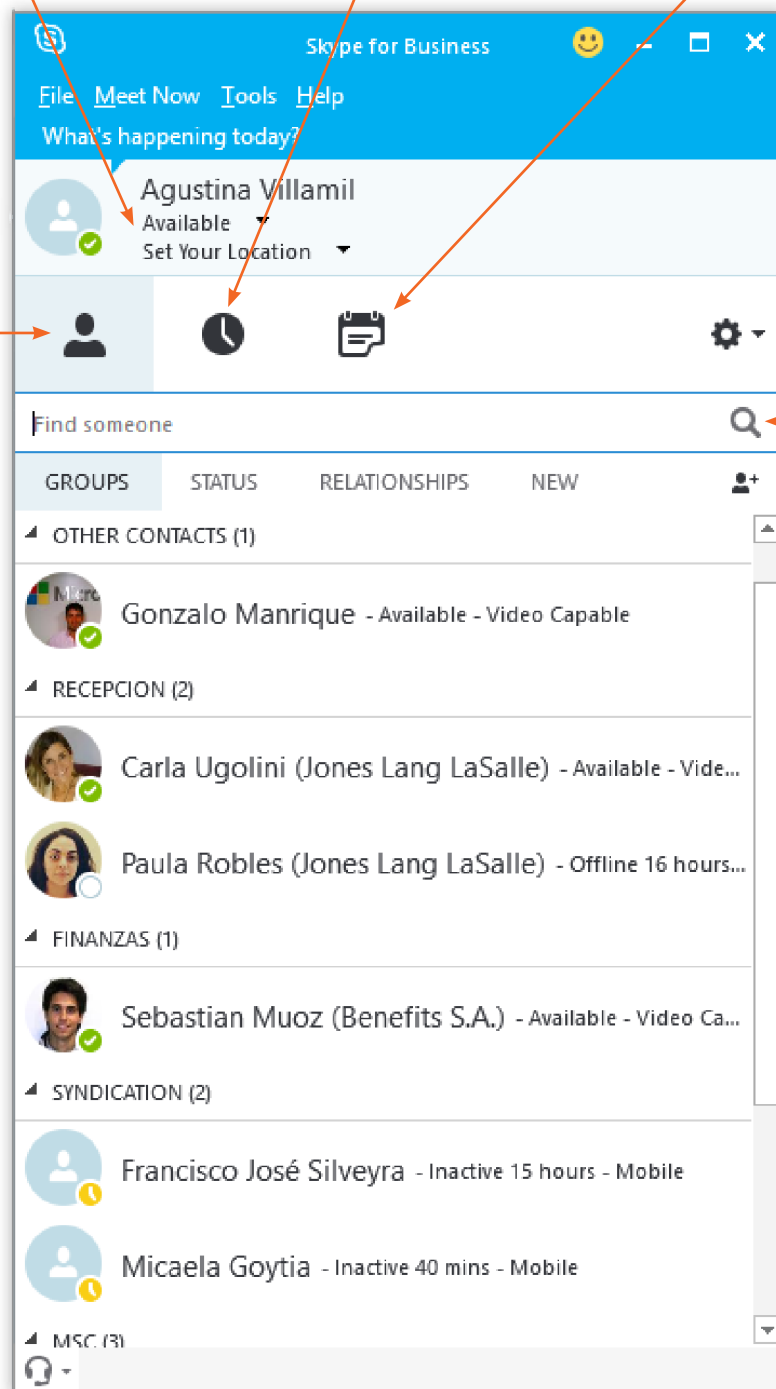 Skype for Business
File Meet Now Tools Help
What's happening today?
Agustina Villamil
Available
Set Your Location
Find someone
GROUPS STATUS RELATIONSHIPS NEW
OTHER CONTACTS (1)
Micro
Gonzalo Manrique - Available - Video Capable
RECEPCION (2)
Carla Ugolini (Jones Lang LaSalle) - Available - Vide...
Paula Robles (Jones Lang LaSalle) - Offline 16 hours...
FINANZAS (1)
Sebastian Muoz (Benefits S.A.) - Available - Video Ca...
SYNDICATION (2)
Francisco José Silveyra - Inactive 15 hours - Mobile
Micaela Goytia - Inactive 40 mins - Mobile
MSC (3)